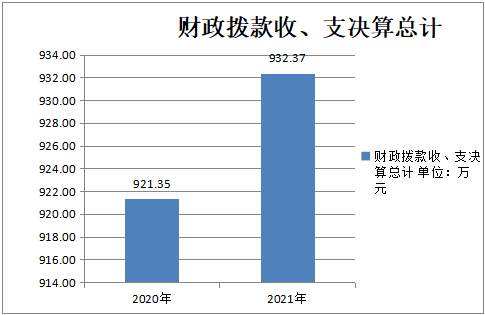 财政拨款收、支决算总计
934.00
932.00
930.00
928.00
926.00
924.00
922.00
920.00
918.00
916.00
914.00
921.35
932.37
2020年
2021年
财政拨款收、支决
算总计 单位：万
元